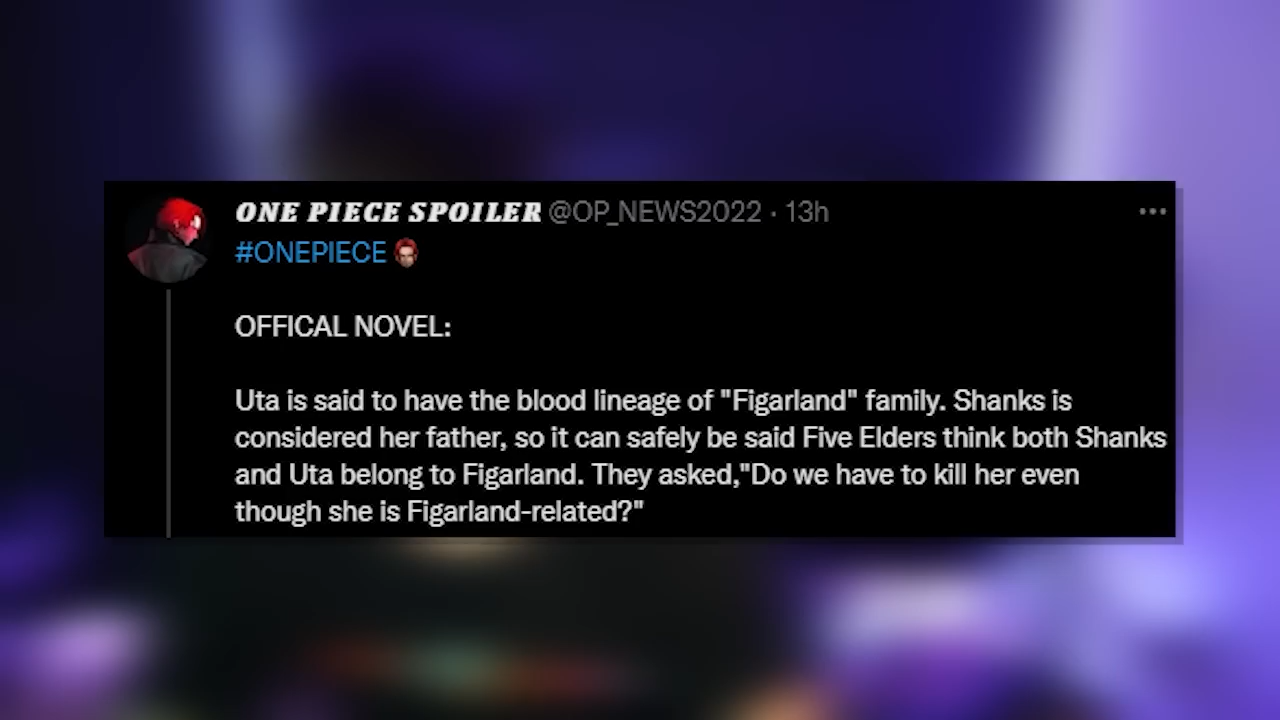 ONE PIECE SPOILER @OP_NEWS2022 · 13h
#ONEPIECE
OFFICAL NOVEL:
Uta is said to have the blood lineage of "Figarland" family. Shanks is
considered her father, so it can safely be said Five Elders think both Shanks
and Uta belong to Figarland. They asked,"Do we have to kill her even
though she is Figarland-related?"